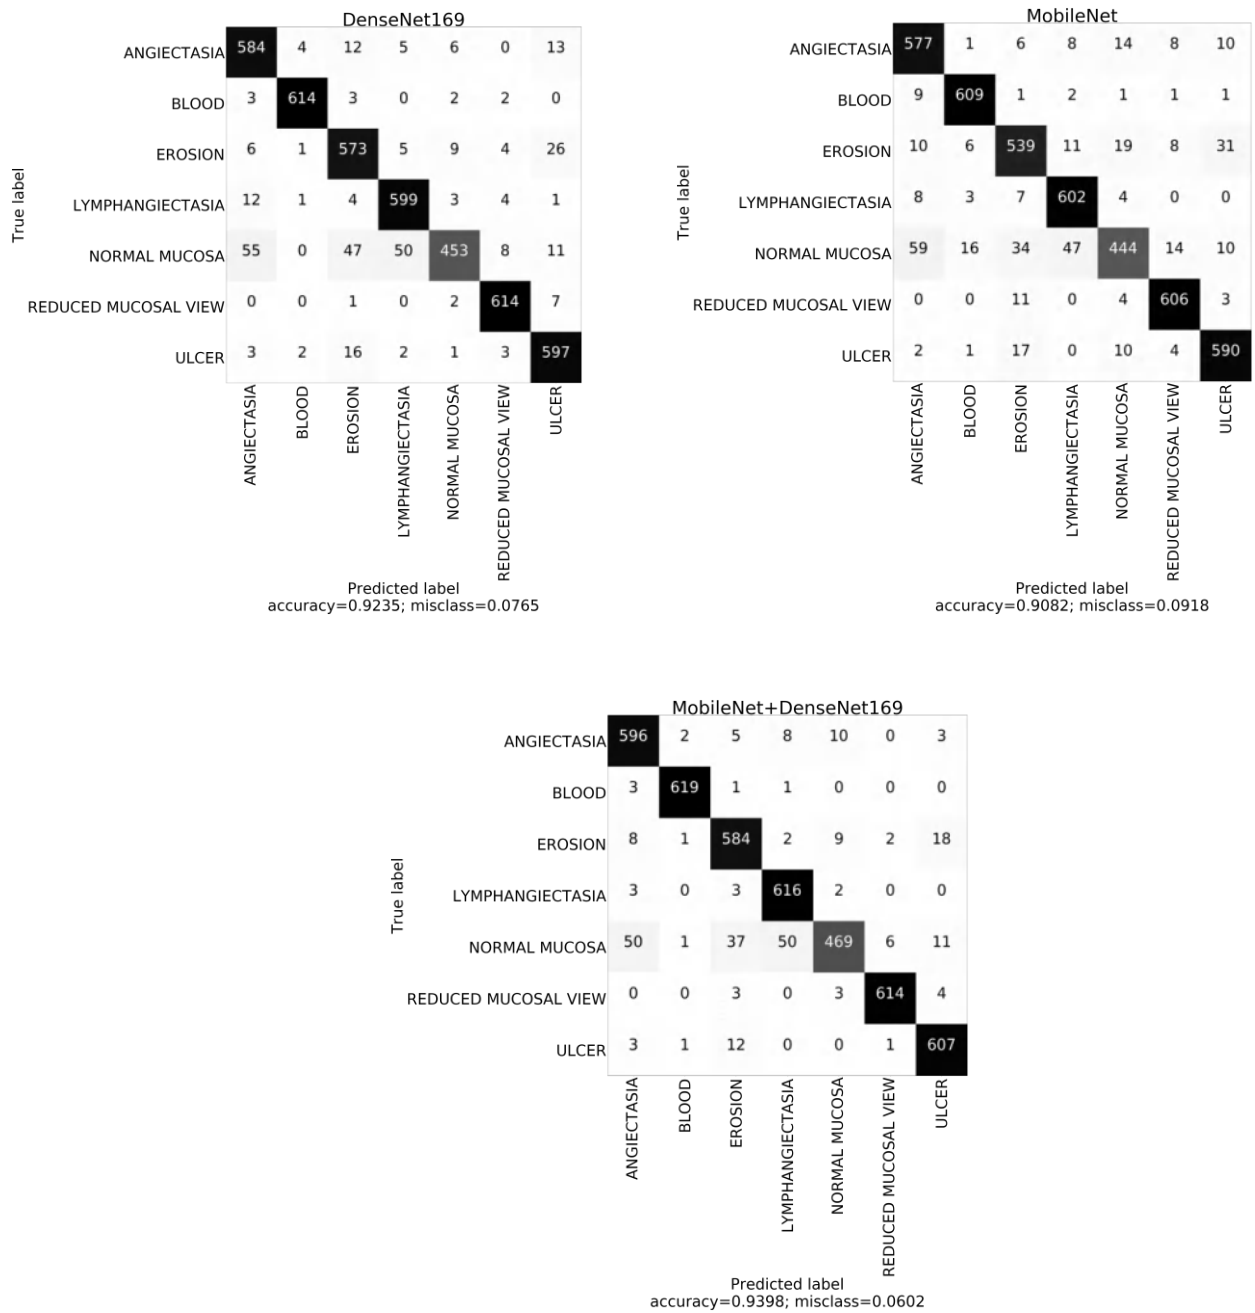 DenseNet169
True label
ANGIECTASIA 584 4 12 5 6 0 13
BLOOD 3 614 3 0 2 2 0
EROSION 6 1 573 5 9 4 26
LYMPHANGIECTASIA 12 1 4 599 3 4 1
NORMAL MUCOSA 55 0 47 50 453 8 11
REDUCED MUCOSAL VIEW 0 0 1 0 2 614 7
ULCER 3 2 16 2 1 3 597
ANGIECTASIA
BLOOD
EROSION
LYMPHANGIECTASIA
NORMAL MUCOSA
REDUCED MUCOSAL VIEW
ULCER
Predicted label
accuracy=0.9235; misclass=0.0765
MobileNet
True label
ANGIECTASIA 577 1 6 8 14 8 10
BLOOD 9 609 1 2 1 1 1
EROSION 10 6 539 11 19 8 31
LYMPHANGIECTASIA 8 3 7 602 4 0 0
NORMAL MUCOSA 59 16 34 47 444 14 10
REDUCED MUCOSAL VIEW 0 0 11 0 4 606 3
ULCER 2 1 17 0 10 4 590
ANGIECTASIA
BLOOD
EROSION
LYMPHANGIECTASIA
NORMAL MUCOSA
REDUCED MUCOSAL VIEW
ULCER
Predicted label
accuracy=0.9082; misclass=0.0918
MobileNet+DenseNet169
True label
ANGIECTASIA 596 2 5 8 10 0 3
BLOOD 3 619 1 1 0 0 0
EROSION 8 1 584 2 9 2 18
LYMPHANGIECTASIA 3 0 3 616 2 0 0
NORMAL MUCOSA 50 1 37 50 469 6 11
REDUCED MUCOSAL VIEW 0 0 3 0 3 614 4
ULCER 3 1 12 0 0 1 607
ANGIECTASIA
BLOOD
EROSION
LYMPHANGIECTASIA
NORMAL MUCOSA
REDUCED MUCOSAL VIEW
ULCER
Predicted label
accuracy=0.9398; misclass=0.0602